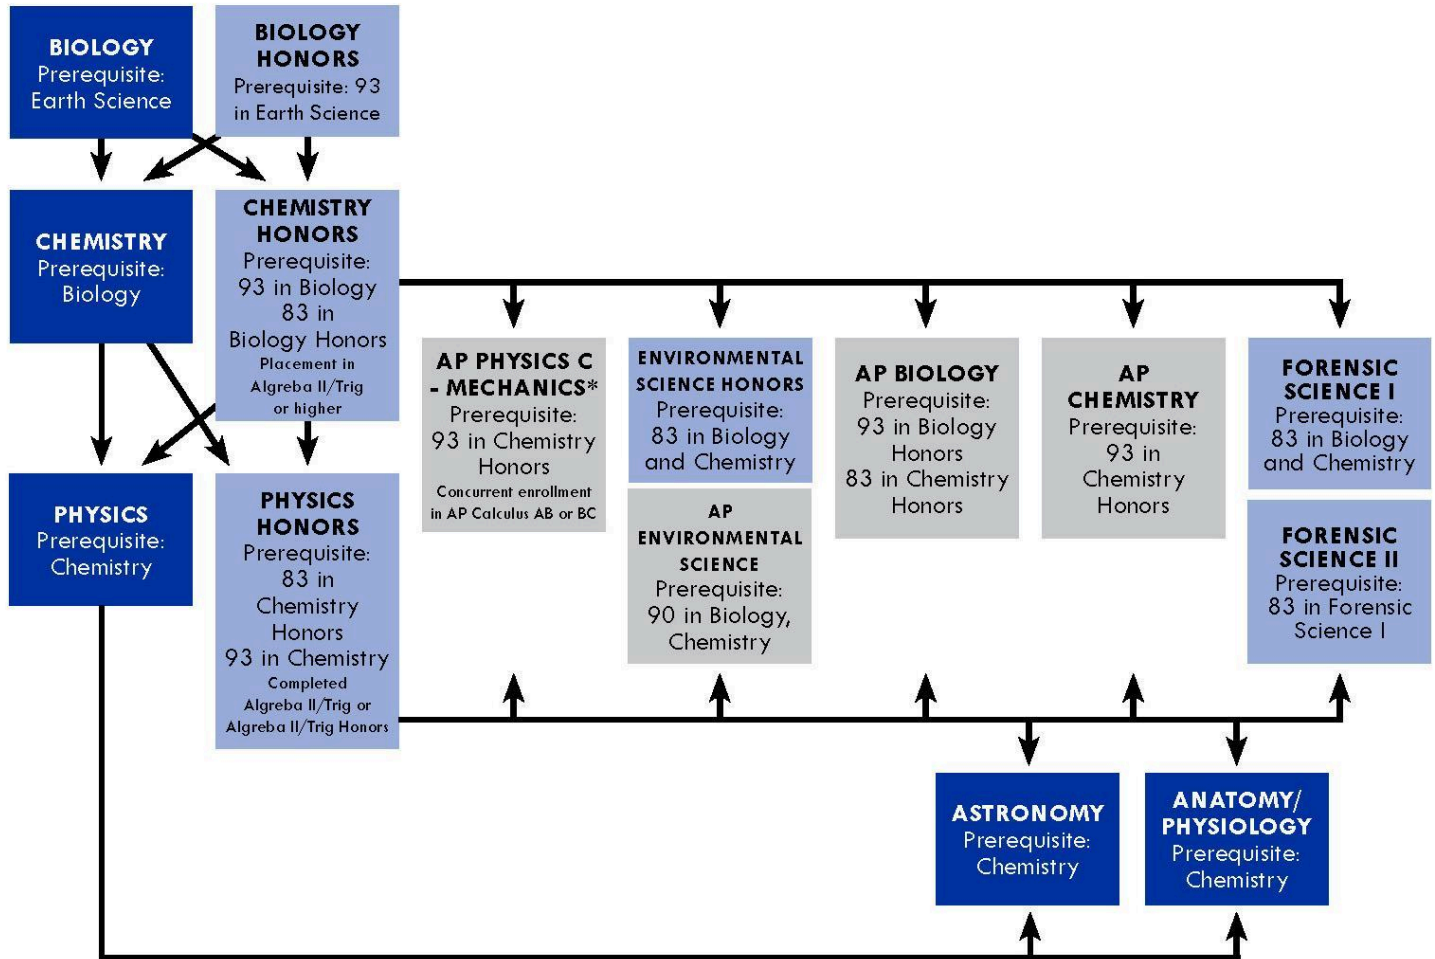 BIOLOGY
Prerequisite:
Earth Science
BIOLOGY
HONORS
Prerequisite: 93
in Earth Science
CHEMISTRY
Prerequisite:
Biology
CHEMISTRY
HONORS
Prerequisite:
93 in Biology
83 in
Biology Honors
Placement in
Algreba II/Trig
or higher
PHYSICS
Prerequisite:
Chemistry
PHYSICS
HONORS
Prerequisite:
83 in
Chemistry
Honors
93 in Chemistry
Completed
Algreba II/Trig or
Algreba II/Trig Honors
AP PHYSICS C
- MECHANICS*
Prerequisite:
93 in Chemistry
Honors
Concurrent enrollment
in AP Calculus AB or BC
ENVIRONMENTAL
SCIENCE HONORS
Prerequisite:
83 in Biology
and Chemistry
AP
ENVIRONMENTAL
SCIENCE
Prerequisite:
90 in Biology,
Chemistry
AP BIOLOGY
Prerequisite:
93 in Biology
Honors
83 in Chemistry
Honors
AP
CHEMISTRY
Prerequisite:
93 in
Chemistry
Honors
FORENSIC
SCIENCE I
Prerequisite:
83 in Biology
and Chemistry
FORENSIC
SCIENCE II
Prerequisite:
83 in Forensic
Science I
ASTRONOMY
Prerequisite:
Chemistry
ANATOMY/
PHYSIOLOGY
Prerequisite:
Chemistry